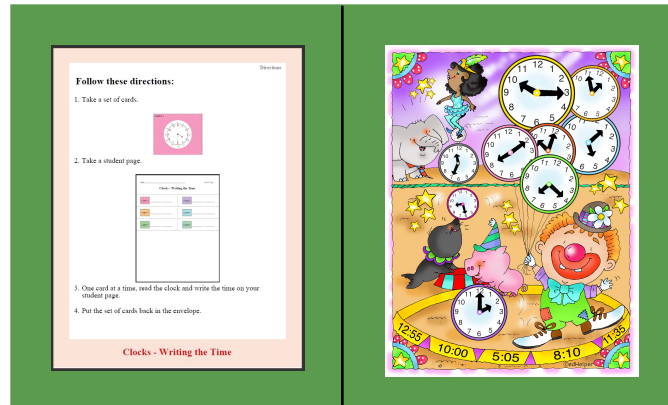 Directions
Follow these directions:
1. Take a set of cards.
2. Take a student page.
Clocks - Writing the Time
3. One card at a time, read the clock and write the time on your
student page.
4. Put the set of cards back in the envelope.
Clocks - Writing the Time
12:55
10:00
5:05
8:10
11:35
©edHelper